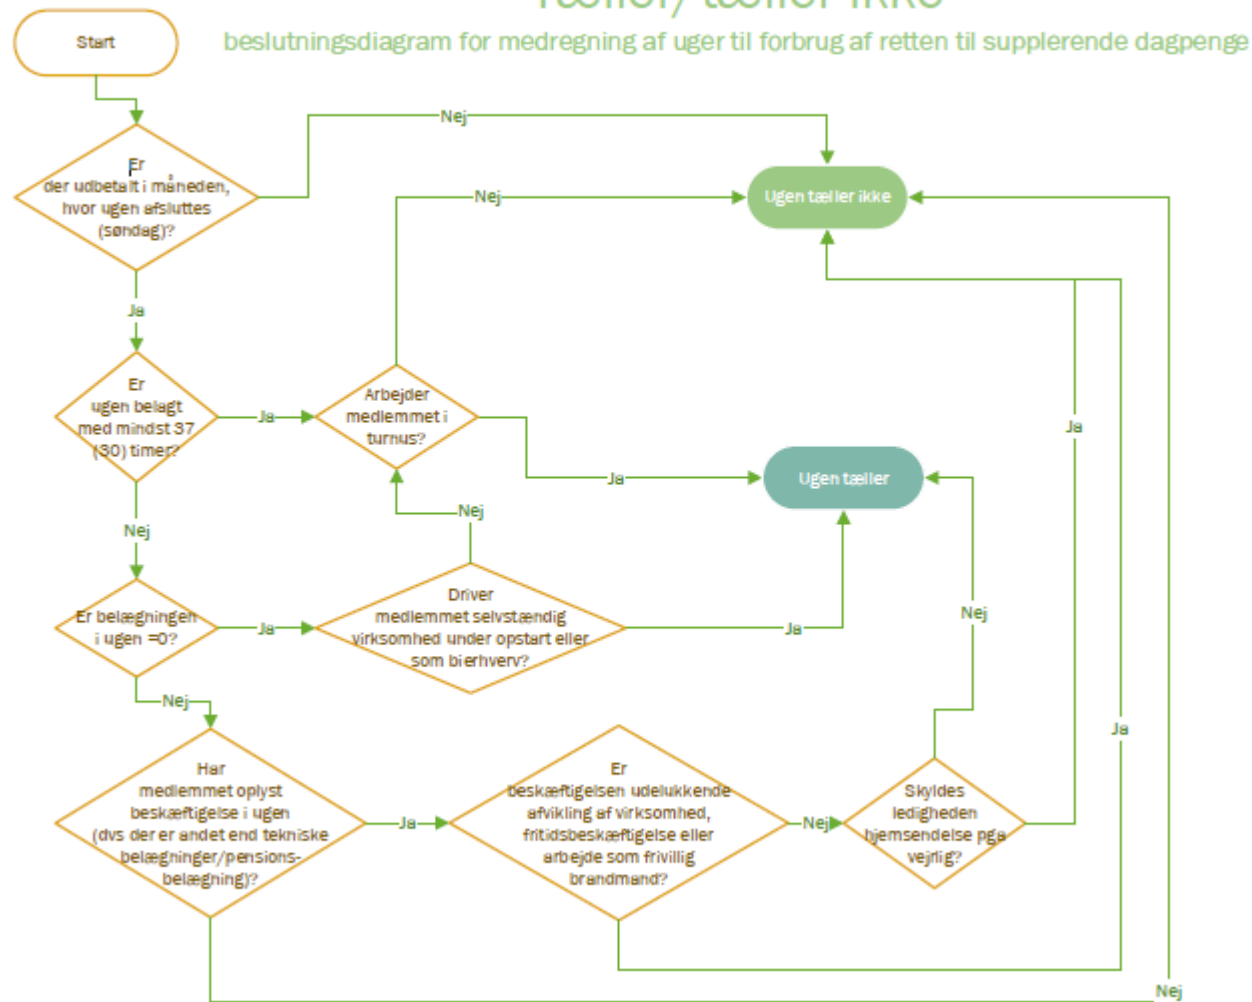 Tæller/tæller ikke
Start
beslutningsdiagram for medregning af uger til forbrug af retten til supplerende dagpenge
Nej
Er
der udbetalt i måneden,
hvor ugen afsluttes
(søndag)?
Nej
Ugen tæller ikke
Ja
Er
ugen belagt
med mindst 37
(30) timer?
Ja
Arbejder
medlemmet i
turnus?
Ja
Ja
Ugen tæller
Nej
Nej
Er belægningen
i ugen =0?
Ja
Driver
medlemmet selvstændig
virksomhed under opstart eller
som bierhverv?
Ja
Nej
Nej
Ja
Har
medlemmet oplyst
beskæftigelse i ugen
(dvs der er andet end tekniske
belægninger/pensions-
belægning)?
Ja
Er
beskæftigelsen udelukkende
afvikling af virksomhed,
fritidsbeskæftigelse eller
arbejde som frivillig
brandmand?
Nej
Skyldes
ledigheden
hjemsendelse pga
vejrlig?
Nej